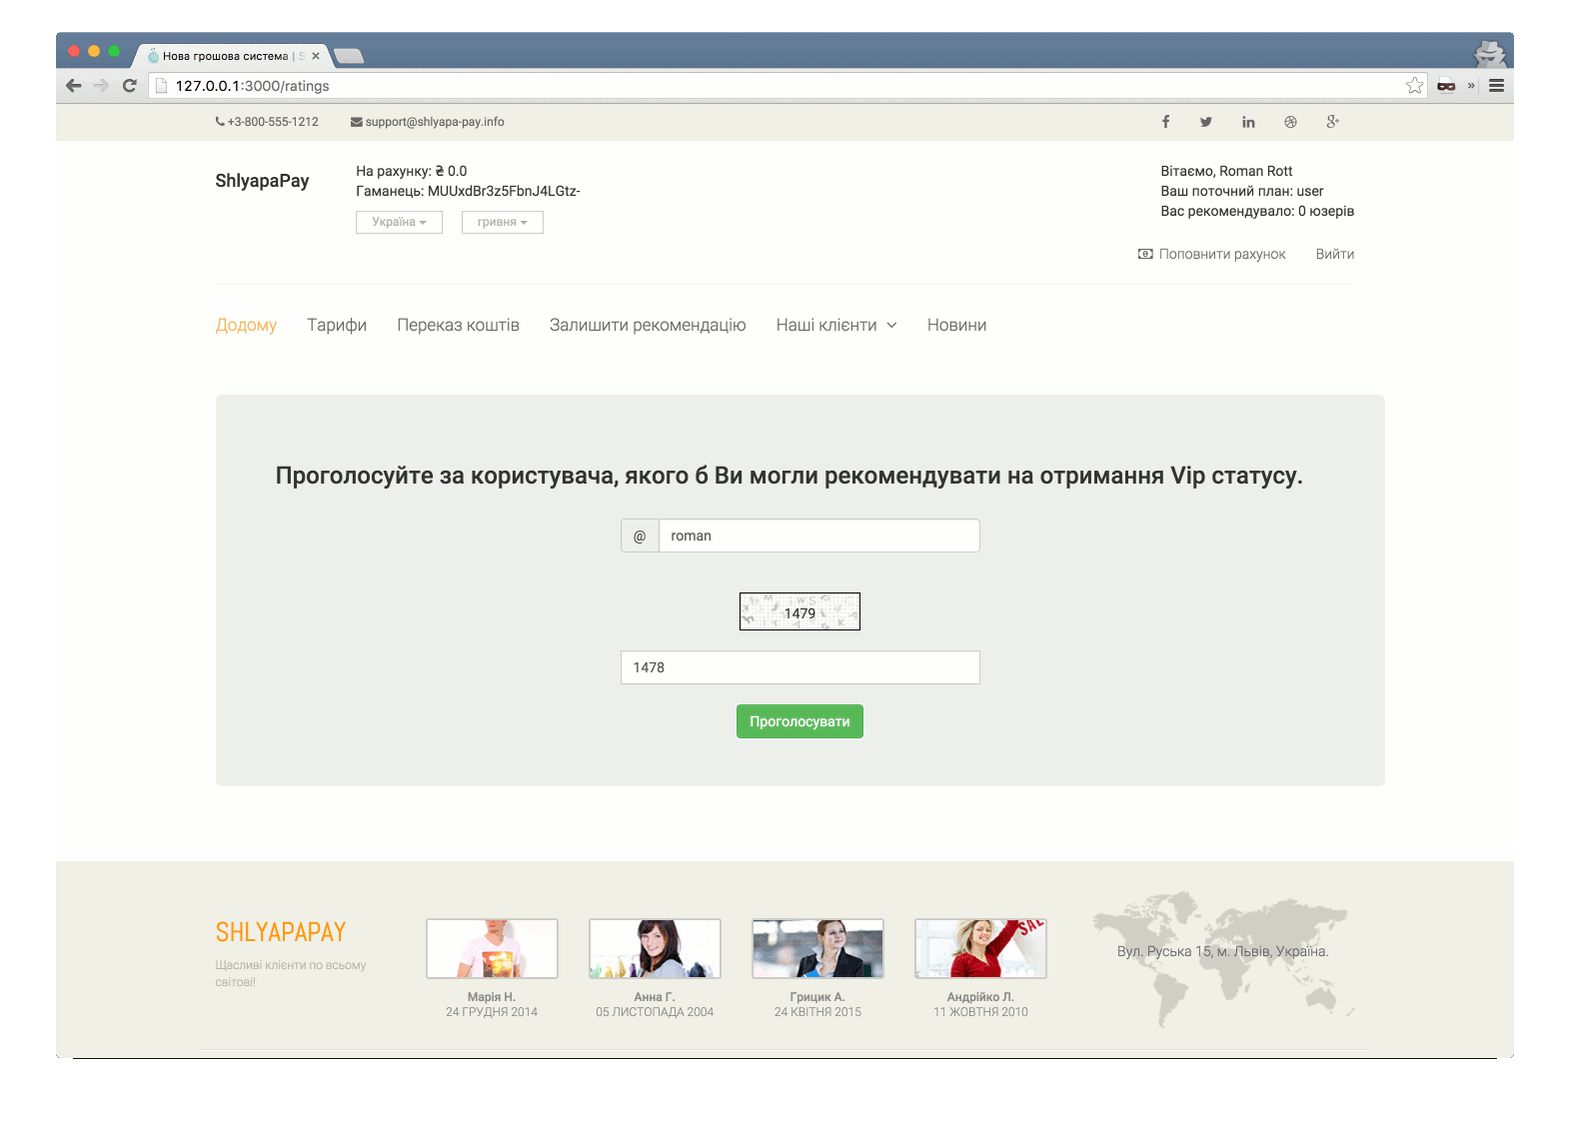 Нова грошова система | S
127.0.0.1:3000/ratings
+3-800-555-1212
support@shlyapa-pay.info
ShlyapaPay
На рахунку: ₴ 0.0
Гаманець: MUUxdBr3z5FbnJ4LGtz-
Україна
гривня
Вітаємо, Roman Rott
Ваш поточний план: user
Вас рекомендувало: 0 юзерів
Поповнити рахунок
Вийти
Додому
Тарифи
Переказ коштів
Залишити рекомендацію
Наші клієнти
Новини
Проголосуйте за користувача, якого б Ви могли рекомендувати на отримання Vip статусу.
@ roman
1479
1478
Проголосувати
SHLYAPAPAY
Щасливі клієнти по всьому
світові!
Марія Н.
24 ГРУДНЯ 2014
Анна Г.
05 ЛИСТОПАДА 2004
Грицик А.
24 КВІТНЯ 2015
SALE
Андрійко Л.
11 ЖОВТНЯ 2010
Вул. Руська 15, м. Львів, Україна.